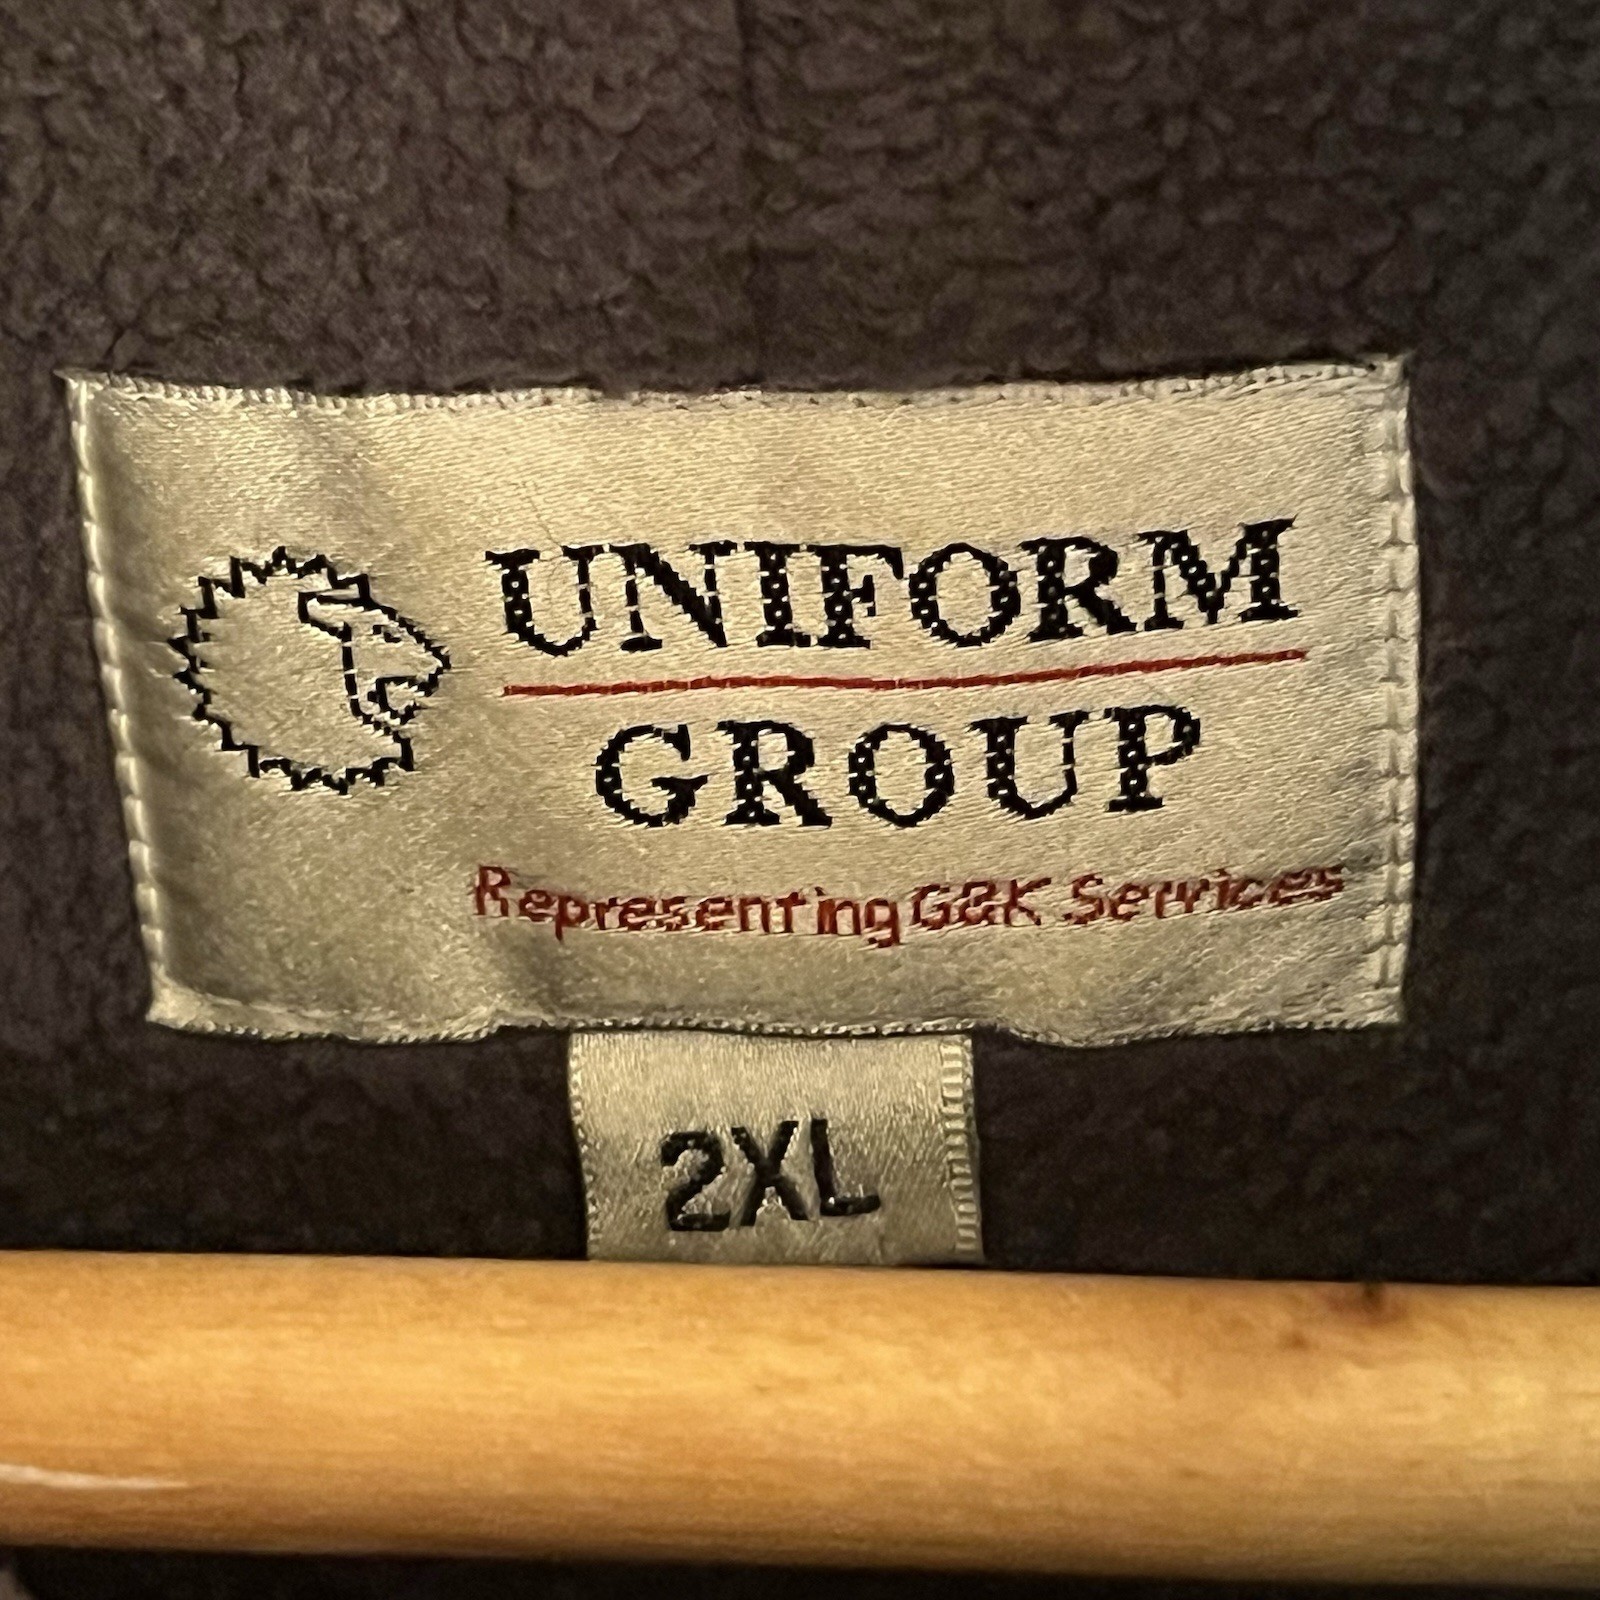 UNIFORM
GROUP
Representing G&K Services
2XL